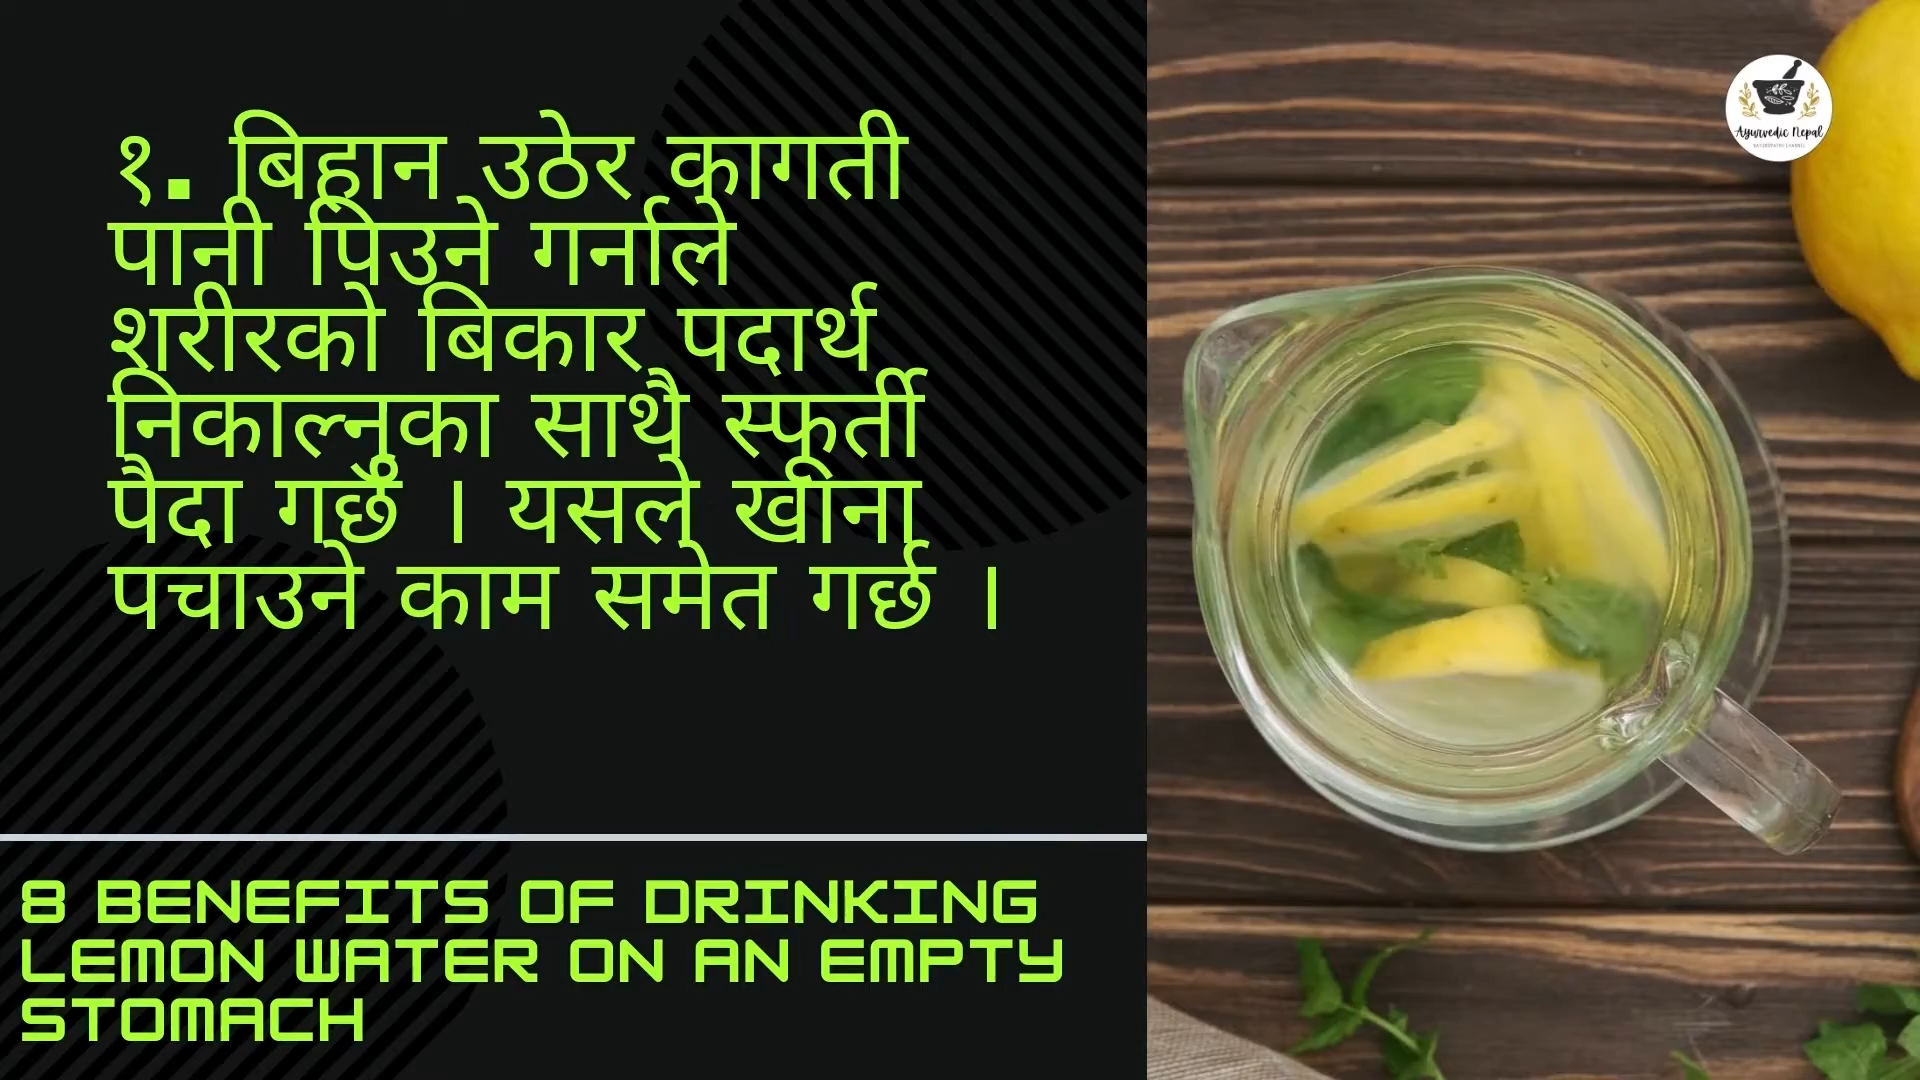 १. बिहान उठेर कागती
पानी पिउने गर्नाले
शरीरको बिकार पदार्थ
निकाल्नुका साथै स्फूर्ती
पैदा गर्छ । यसले खाना
पचाउने काम समेत गर्छ ।
8 BENEFITS OF DRINKING
LEMON WATER ON AN EMPTY
STOMACH
Ayurvedic Nepal